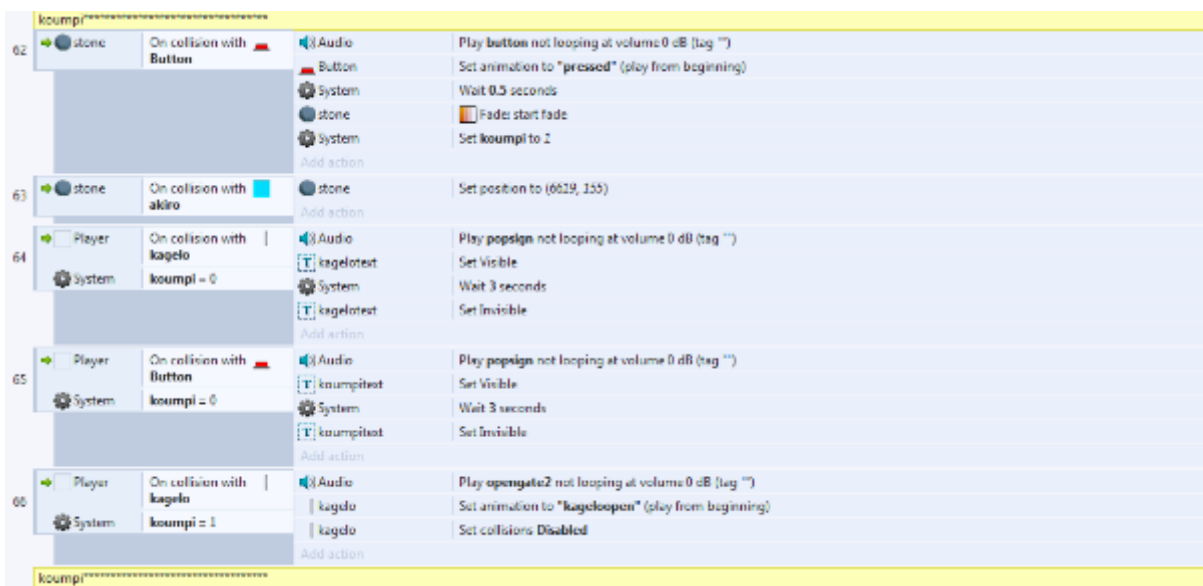 koumpi**********************************
62 stone On collision with Button Audio Play button not looping at volume 0 dB (tag "")
Button Set animation to "pressed" (play from beginning)
System Wait 0.5 seconds
stone Fade: start fade
System Set koumpi to
Add action
63 stone On collision with akiro stone Set position to
Add action
64 Player On collision with kagelo Audio Play popsign not looping at volume 0 dB (tag "")
kagelotext Set Visible
System koumpi = 0 System Wait 3 seconds
kagelotext Set Invisible
Add action
65 Player On collision with Button Audio Play popsign not looping at volume 0 dB (tag "")
koumpitext Set Visible
System koumpi = 0 System Wait 3 seconds
koumpitext Set Invisible
Add action
66 Player On collision with kagelo Audio Play opengate2 not looping at volume 0 dB (tag "")
kagelo Set animation to "kageloopen" (play from beginning)
System koumpi = 1 kagelo Set collisions Disabled
Add action
koumpi**********************************